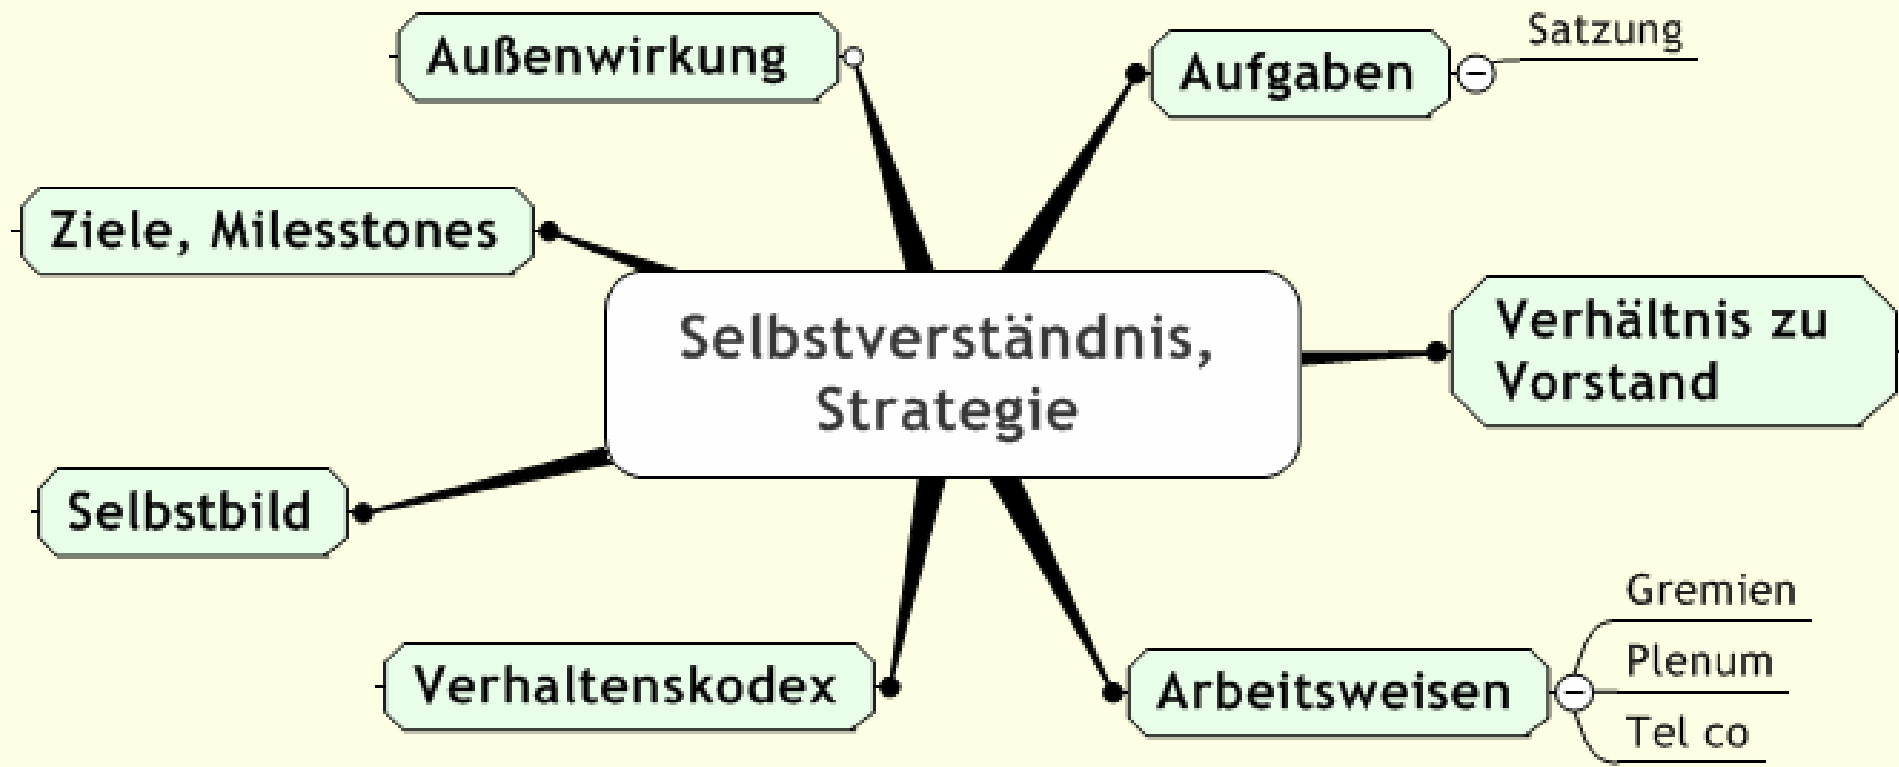 Außenwirkung
Aufgaben
Satzung
Ziele, Milesstones
Selbstverständnis,
Strategie
Verhältnis zu
Vorstand
Selbstbild
Verhaltenskodex
Arbeitsweisen
Gremien
Plenum
Tel co